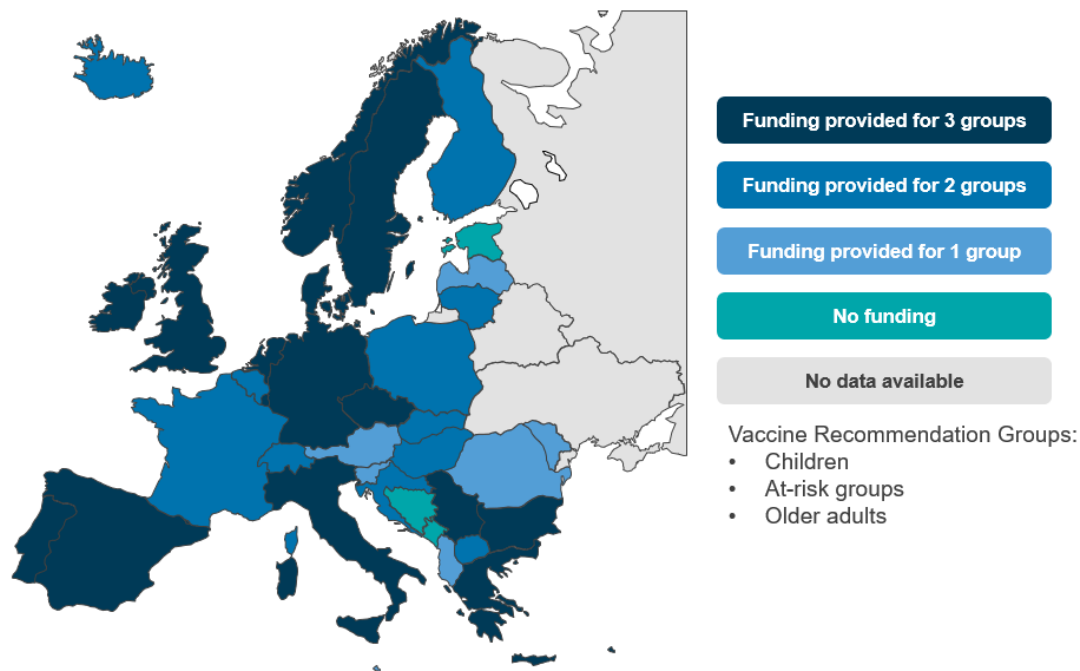 Funding provided for 3 groups
Funding provided for 2 groups
Funding provided for 1 group
No funding
No data available
Vaccine Recommendation Groups:
• Children
• At-risk groups
• Older adults